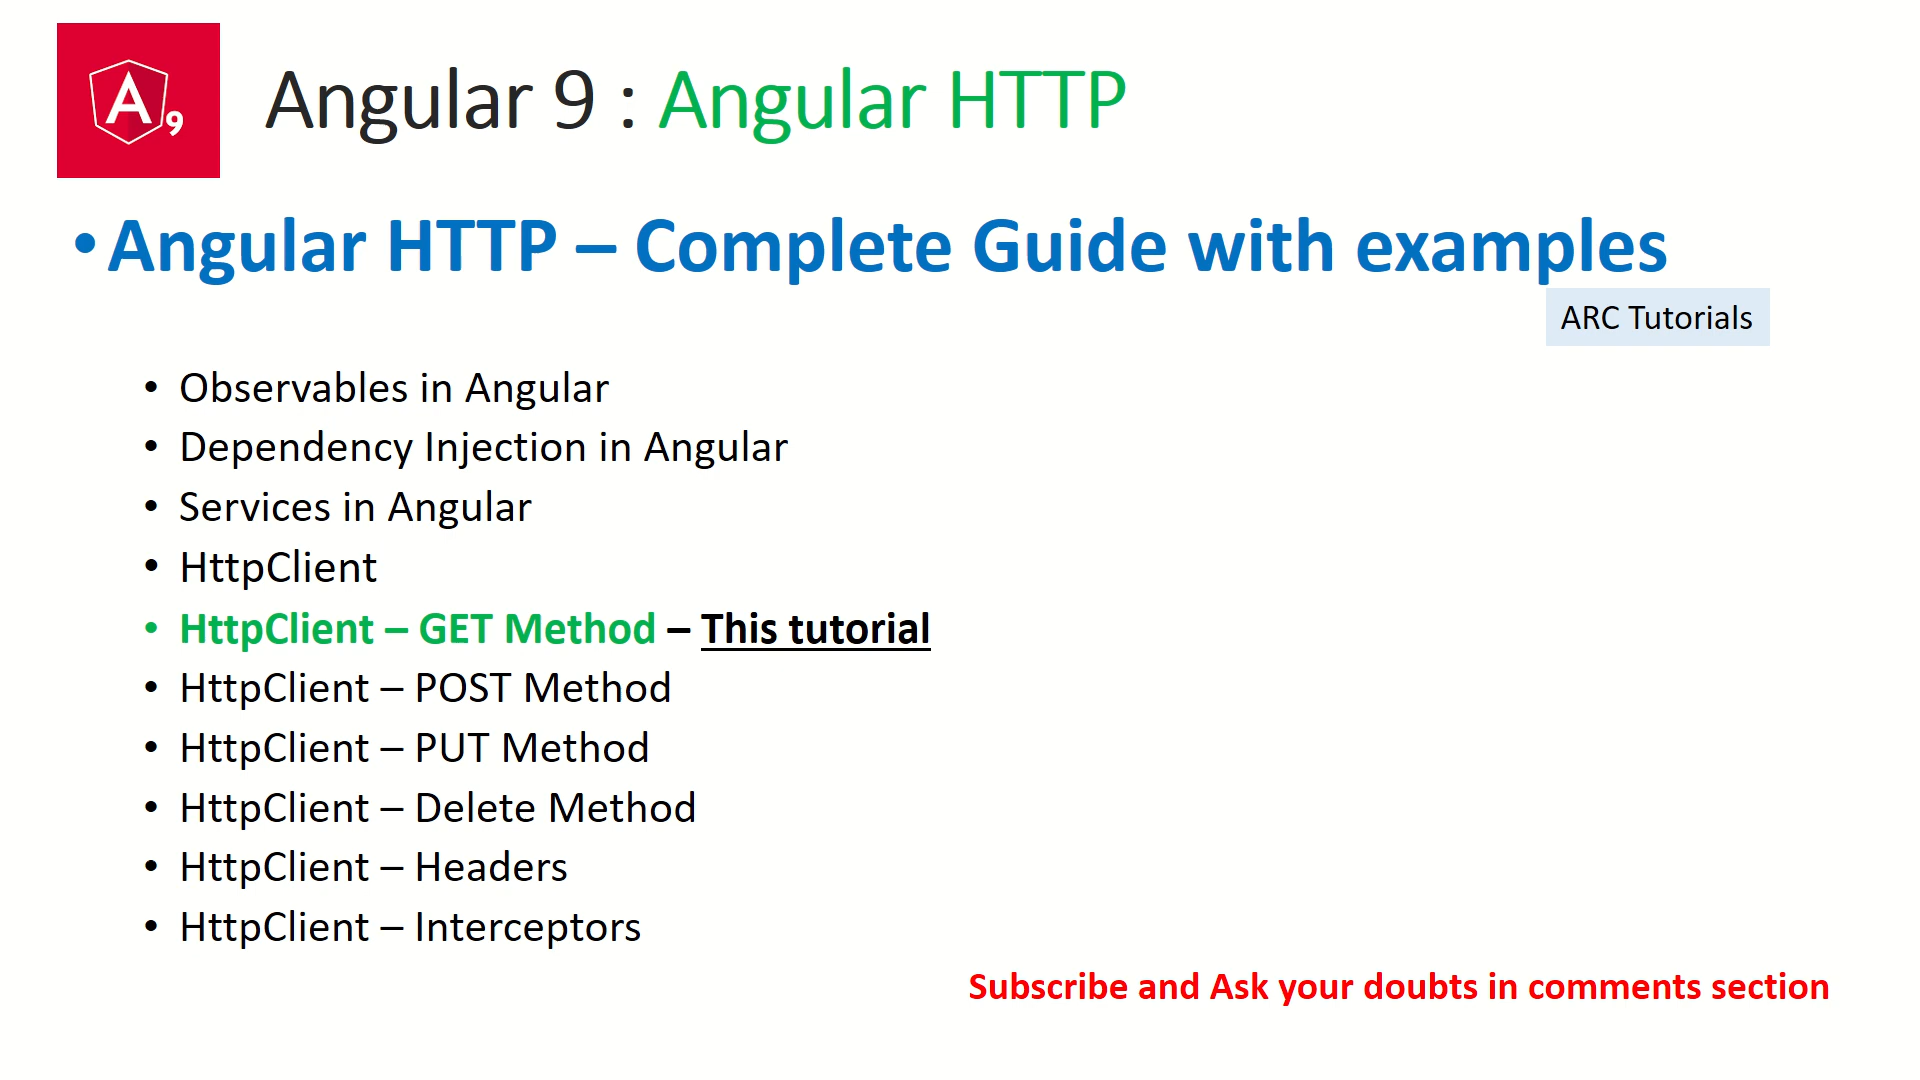 A 9
Angular 9 : Angular HTTP
• Angular HTTP – Complete Guide with examples
ARC Tutorials
• Observables in Angular
• Dependency Injection in Angular
• Services in Angular
• HttpClient
• HttpClient – GET Method – This tutorial
• HttpClient – POST Method
• HttpClient – PUT Method
• HttpClient – Delete Method
• HttpClient – Headers
• HttpClient – Interceptors
Subscribe and Ask your doubts in comments section